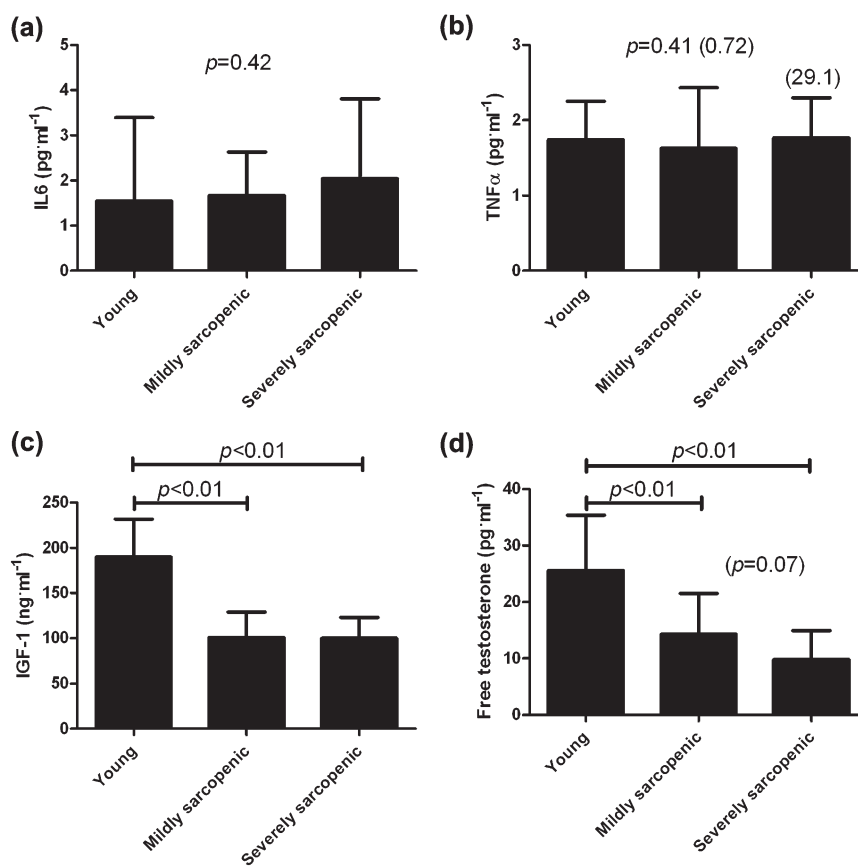 (a)
IL6 (pg·ml⁻¹)
5
4
3
2
1
0
p=0.42
Young
Mildly sarcopenic
Severely sarcopenic
(b)
TNFα (pg·ml⁻¹)
3
2
1
0
p=0.41 (0.72)
(29.1)
Young
Mildly sarcopenic
Severely sarcopenic
(c)
p<0.01
p<0.01
IGF-1 (ng·ml⁻¹)
250
200
150
100
50
0
Young
Mildly sarcopenic
Severely sarcopenic
(d)
p<0.01
p<0.01
(p=0.07)
Free testosterone (pg·ml⁻¹)
40
30
20
10
0
Young
Mildly sarcopenic
Severely sarcopenic